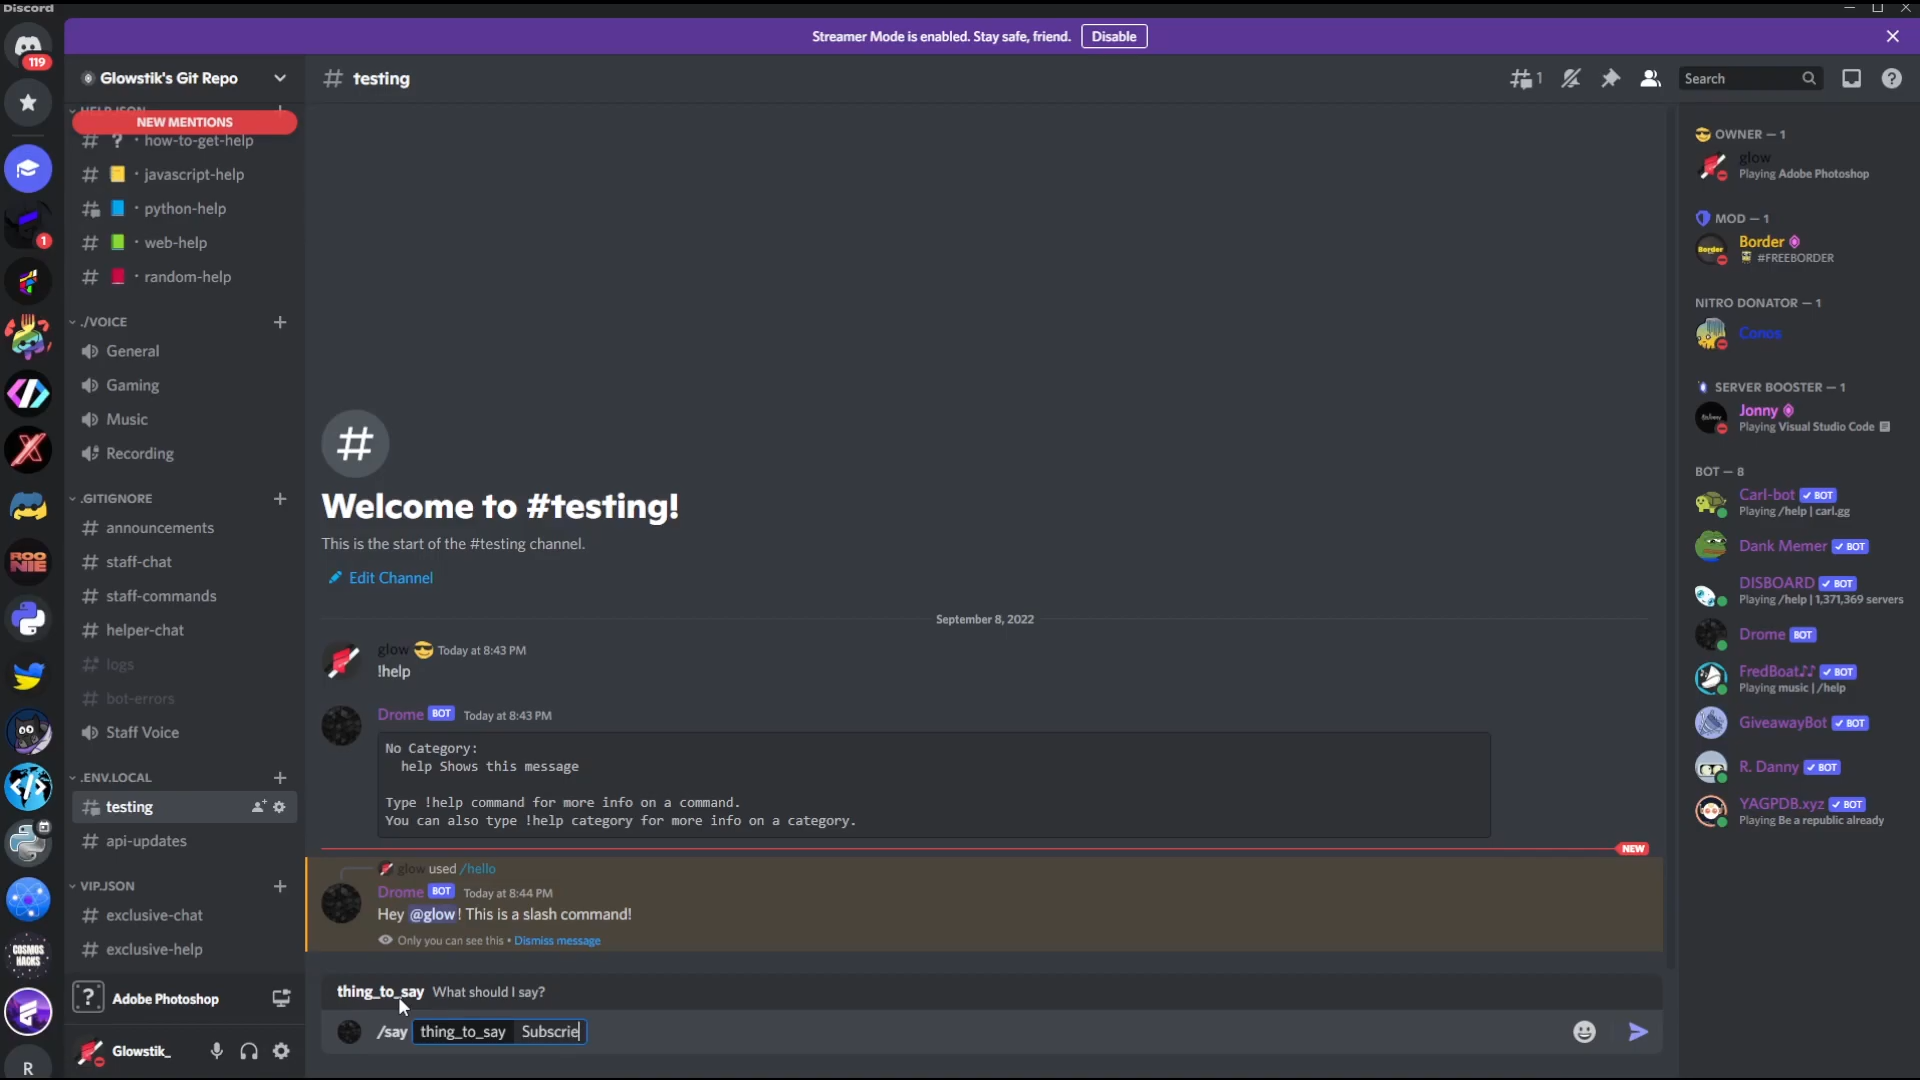 Discord
Streamer Mode is enabled. Stay safe, friend. Disable
119
1
ROO
NIE
COSMOS
HACKS
R
Glowstik's Git Repo
NEW MENTIONS
? · how-to-get-help
· javascript-help
· python-help
· web-help
· random-help
./VOICE
General
Gaming
Music
Recording
.GITIGNORE
announcements
staff-chat
staff-commands
helper-chat
logs
bot-errors
Staff Voice
.ENV.LOCAL
testing
api-updates
VIP.JSON
exclusive-chat
exclusive-help
? Adobe Photoshop
Glowstik_
# testing
1
Search
#
Welcome to #testing!
This is the start of the #testing channel.
Edit Channel
September 8, 2022
glow Today at 8:43 PM
!help
Drome BOT Today at 8:43 PM
No Category:
help Shows this message
Type !help command for more info on a command.
You can also type !help category for more info on a category.
NEW
glow used /hello
Drome BOT Today at 8:44 PM
Hey @glow! This is a slash command!
Only you can see this • Dismiss message
thing_to_say What should I say?
/say thing_to_say Subscrie
OWNER — 1
glow
Playing Adobe Photoshop
MOD — 1
Border
#FREEBORDER
NITRO DONATOR — 1
Conos
SERVER BOOSTER — 1
Jonny
Playing Visual Studio Code
BOT — 8
Carl-bot BOT
Playing /help | carl.gg
Dank Memer BOT
DISBOARD BOT
Playing /help | 1,371,369 servers
Drome BOT
FredBoat♪♪ BOT
Playing music | /help
GiveawayBot BOT
R. Danny BOT
YAGPDB.xyz BOT
Playing Be a republic already